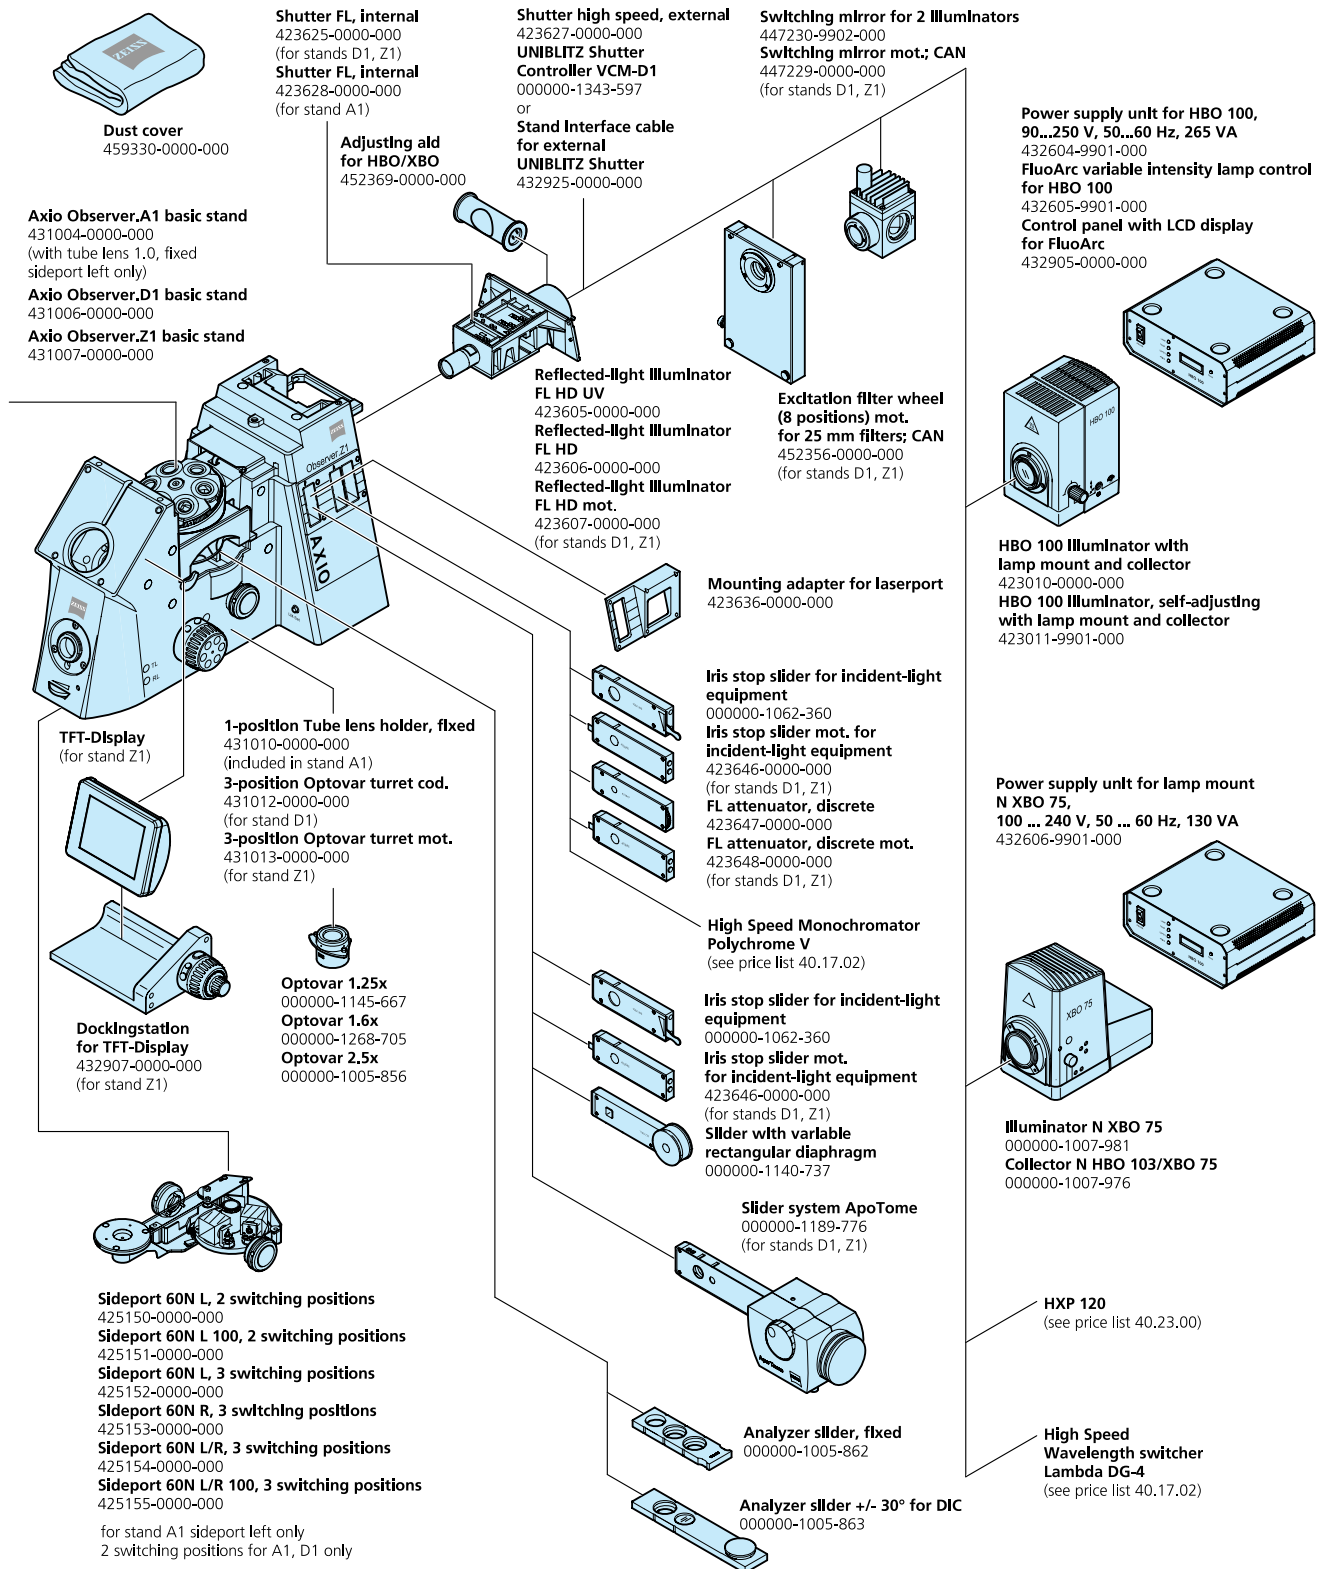 ZEISS
Dust cover
459330-0000-000
Shutter FL, internal
423625-0000-000
(for stands D1, Z1)
Shutter FL, internal
423628-0000-000
(for stand A1)
Adjusting aid
for HBO/XBO
452369-0000-000
Shutter high speed, external
423627-0000-000
UNIBLITZ Shutter
Controller VCM-D1
000000-1343-597
or
Stand Interface cable
for external
UNIBLITZ Shutter
432925-0000-000
Switching mirror for 2 Illuminators
447230-9902-000
Switching mirror mot.; CAN
447229-0000-000
(for stands D1, Z1)
Power supply unit for HBO 100,
90...250 V, 50...60 Hz, 265 VA
432604-9901-000
FluoArc variable intensity lamp control
for HBO 100
432605-9901-000
Control panel with LCD display
for FluoArc
432905-0000-000
HBO 100
Axio Observer.A1 basic stand
431004-0000-000
(with tube lens 1.0, fixed
sideport left only)
Axio Observer.D1 basic stand
431006-0000-000
Axio Observer.Z1 basic stand
431007-0000-000
ZEISS
Observer.Z1
AXIO
ZEISS
TL
RL
Reflected-light Illuminator
FL HD UV
423605-0000-000
Reflected-light Illuminator
FL HD
423606-0000-000
Reflected-light Illuminator
FL HD mot.
423607-0000-000
(for stands D1, Z1)
Excitation filter wheel
(8 positions) mot.
for 25 mm filters; CAN
452356-0000-000
(for stands D1, Z1)
HBO 100
HBO 100 Illuminator with
lamp mount and collector
423010-0000-000
HBO 100 Illuminator, self-adjusting
with lamp mount and collector
423011-9901-000
Mounting adapter for laserport
423636-0000-000
Iris stop slider for incident-light
equipment
000000-1062-360
Iris stop slider mot. for
incident-light equipment
423646-0000-000
(for stands D1, Z1)
FL attenuator, discrete
423647-0000-000
FL attenuator, discrete mot.
423648-0000-000
(for stands D1, Z1)
High Speed Monochromator
Polychrome V
(see price list 40.17.02)
Iris stop slider for incident-light
equipment
000000-1062-360
Iris stop slider mot.
for incident-light equipment
423646-0000-000
(for stands D1, Z1)
Slider with variable
rectangular diaphragm
000000-1140-737
Slider system ApoTome
000000-1189-776
(for stands D1, Z1)
ApoTome
ZEISS
TFT-Display
(for stand Z1)
1-position Tube lens holder, fixed
431010-0000-000
(included in stand A1)
3-position Optovar turret cod.
431012-0000-000
(for stand D1)
3-position Optovar turret mot.
431013-0000-000
(for stand Z1)
Optovar 1.25x
000000-1145-667
Optovar 1.6x
000000-1268-705
Optovar 2.5x
000000-1005-856
Dockingstation
for TFT-Display
432907-0000-000
(for stand Z1)
Power supply unit for lamp mount
N XBO 75,
100 ... 240 V, 50 ... 60 Hz, 130 VA
432606-9901-000
HBO 100
XBO 75
Illuminator N XBO 75
000000-1007-981
Collector N HBO 103/XBO 75
000000-1007-976
HXP 120
(see price list 40.23.00)
High Speed
Wavelength switcher
Lambda DG-4
(see price list 40.17.02)
Sideport 60N L, 2 switching positions
425150-0000-000
Sideport 60N L 100, 2 switching positions
425151-0000-000
Sideport 60N L, 3 switching positions
425152-0000-000
Sideport 60N R, 3 switching positions
425153-0000-000
Sideport 60N L/R, 3 switching positions
425154-0000-000
Sideport 60N L/R 100, 3 switching positions
425155-0000-000
for stand A1 sideport left only
2 switching positions for A1, D1 only
Analyzer slider, fixed
000000-1005-862
Analyzer slider +/- 30° for DIC
000000-1005-863